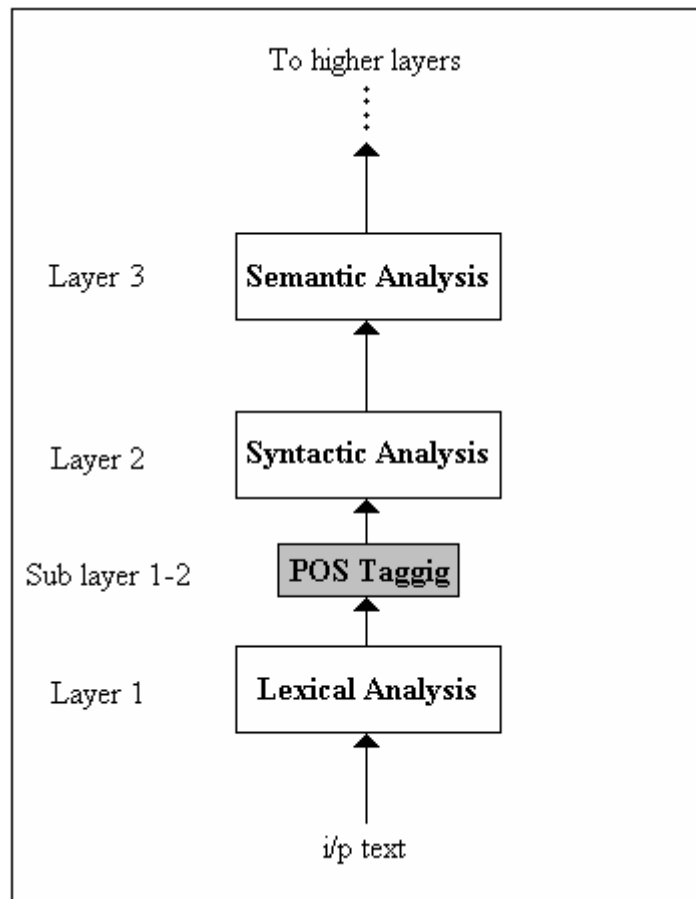 To higher layers
Layer 3
Semantic Analysis
Layer 2
Syntactic Analysis
Sub layer 1-2
POS Taggig
Layer 1
Lexical Analysis
i/p text